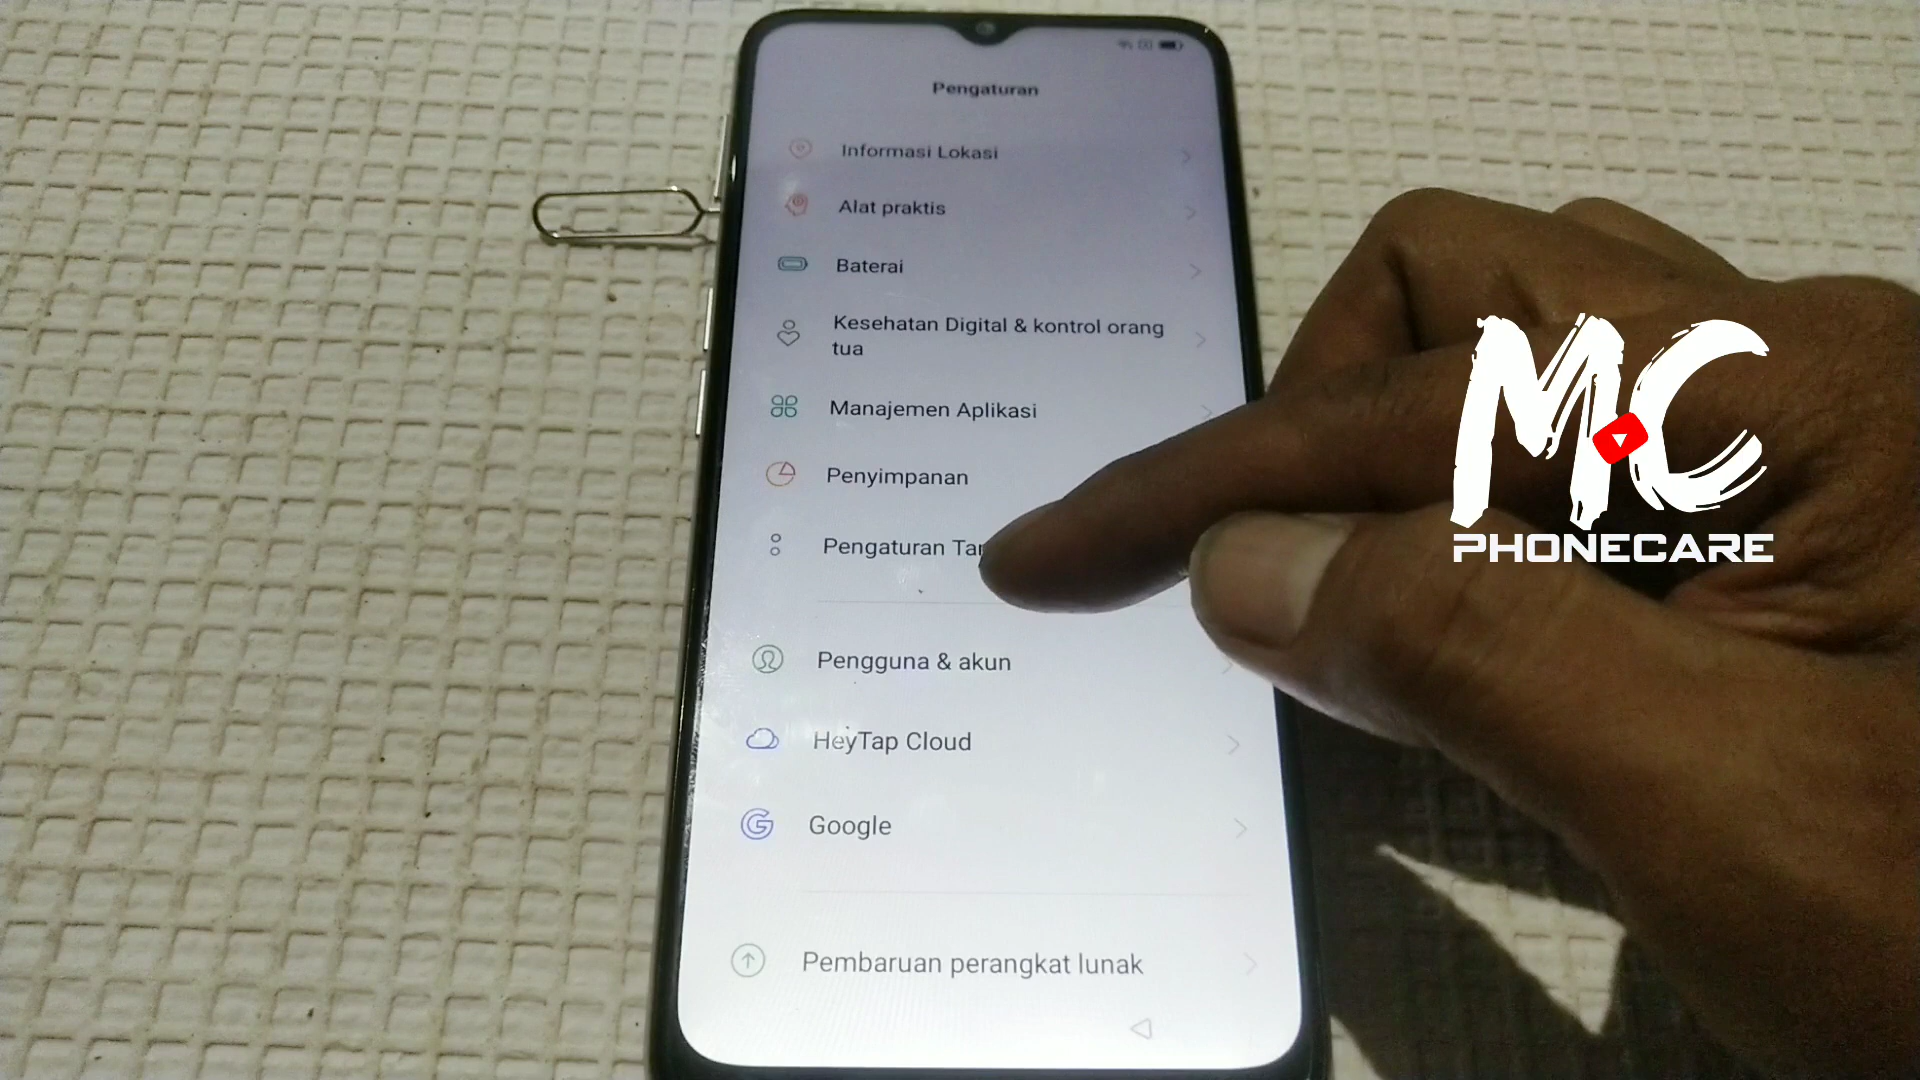 Pengaturan
Informasi Lokasi
Alat praktis
Baterai
Kesehatan Digital & kontrol orang
tua
Manajemen Aplikasi
Penyimpanan
Pengaturan
Pengguna & akun
HeyTap Cloud
Google
Pembaruan perangkat lunak
MC
PHONECARE